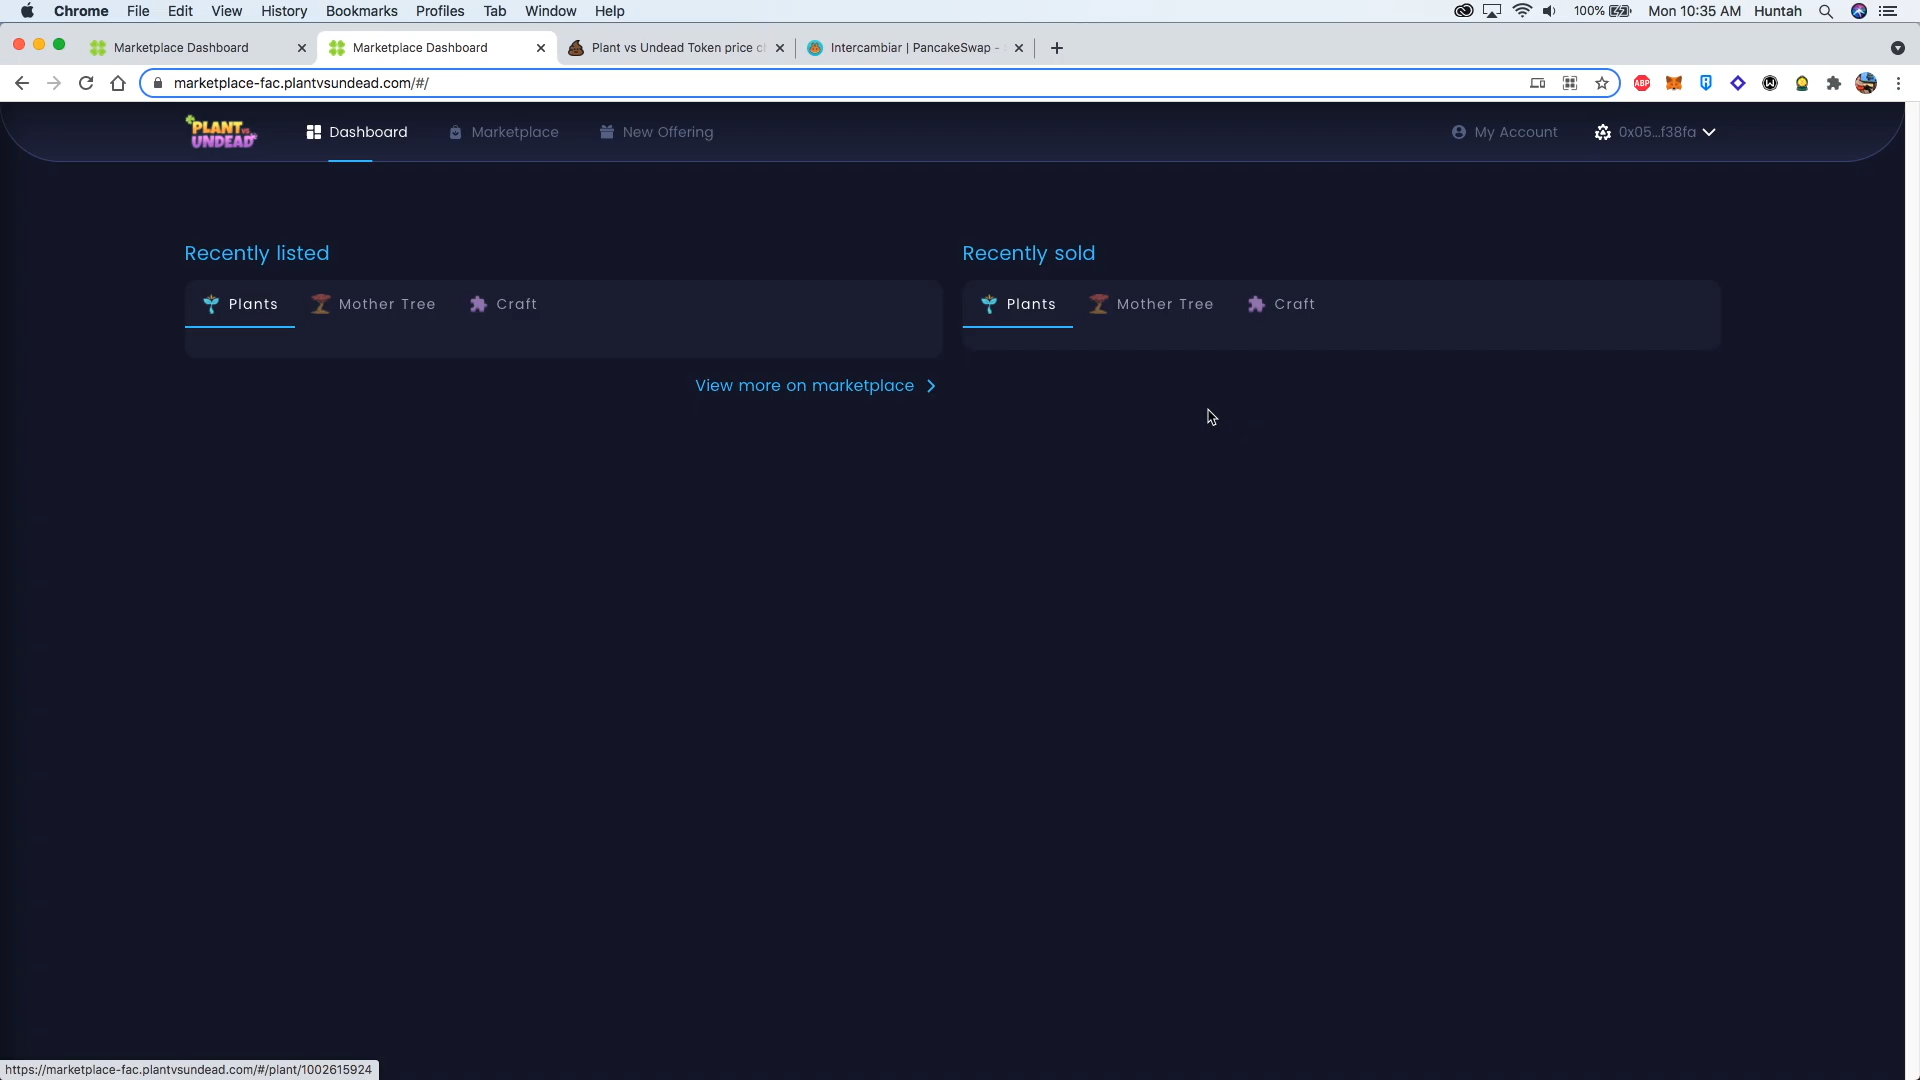 Chrome File Edit View History Bookmarks Profiles Tab Window Help 100% Mon 10:35 AM Huntah
Marketplace Dashboard Marketplace Dashboard Plant vs Undead Token price c Intercambiar | PancakeSwap -
marketplace-fac.plantvsundead.com/#/ ABP
PLANT VS UNDEAD Dashboard Marketplace New Offering My Account 0x05...f38fa
Recently listed
Plants Mother Tree Craft
View more on marketplace
Recently sold
Plants Mother Tree Craft
https://marketplace-fac.plantvsundead.com/#/plant/1002615924